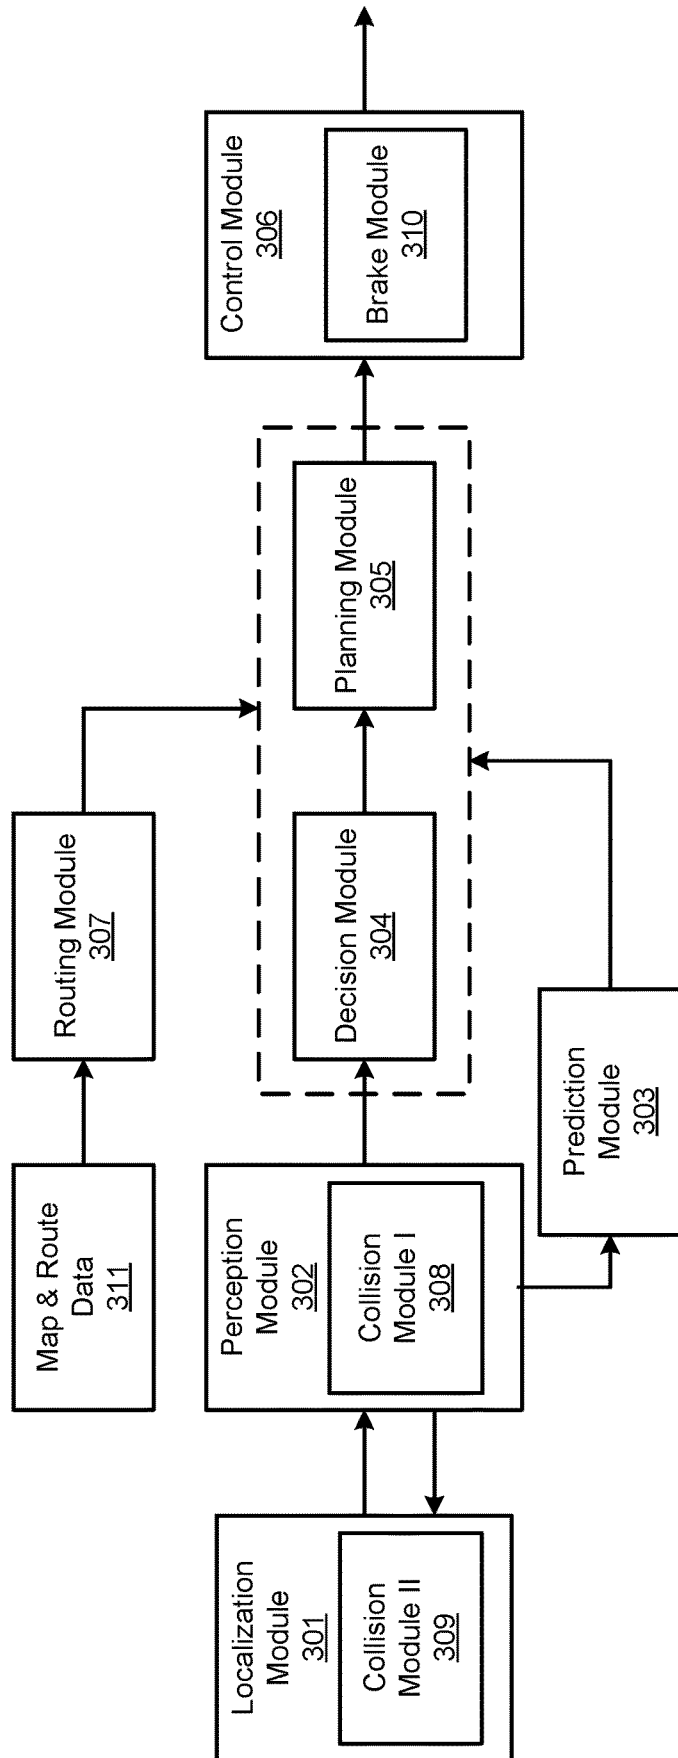 Map & Route
Data
311
Routing Module
307
Localization
Module
301
Collision
Module II
309
Perception
Module
302
Collision
Module I
308
Decision Module
304
Planning Module
305
Control Module
306
Brake Module
310
Prediction
Module
303